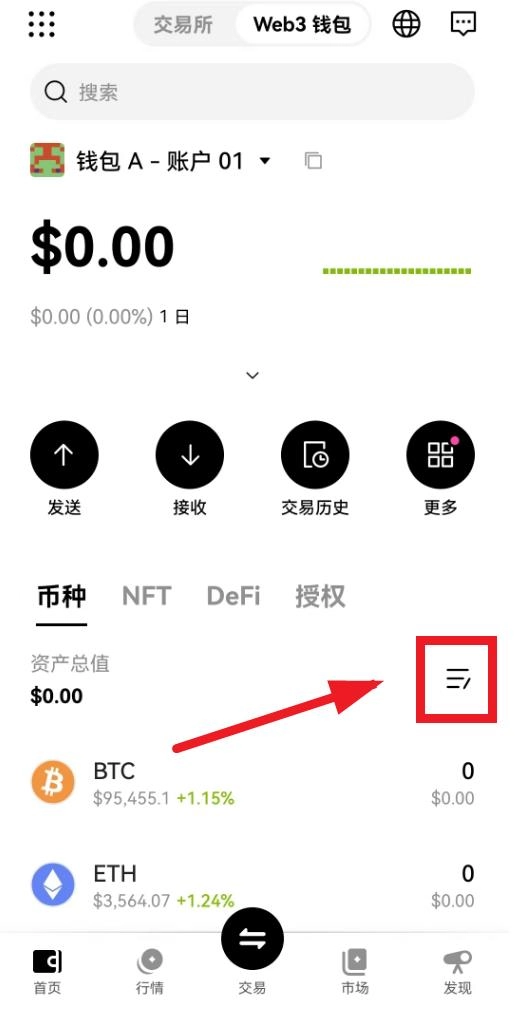 交易所 Web3 钱包
搜索
钱包 A - 账户 01
$0.00
$0.00 (0.00%) 1 日
发送 接收 交易历史 更多
币种 NFT DeFi 授权
资产总值
$0.00
BTC 0
$95,455.1 +1.15% $0.00
ETH 0
$3,564.07 +1.24% $0.00
首页 行情 交易 市场 发现